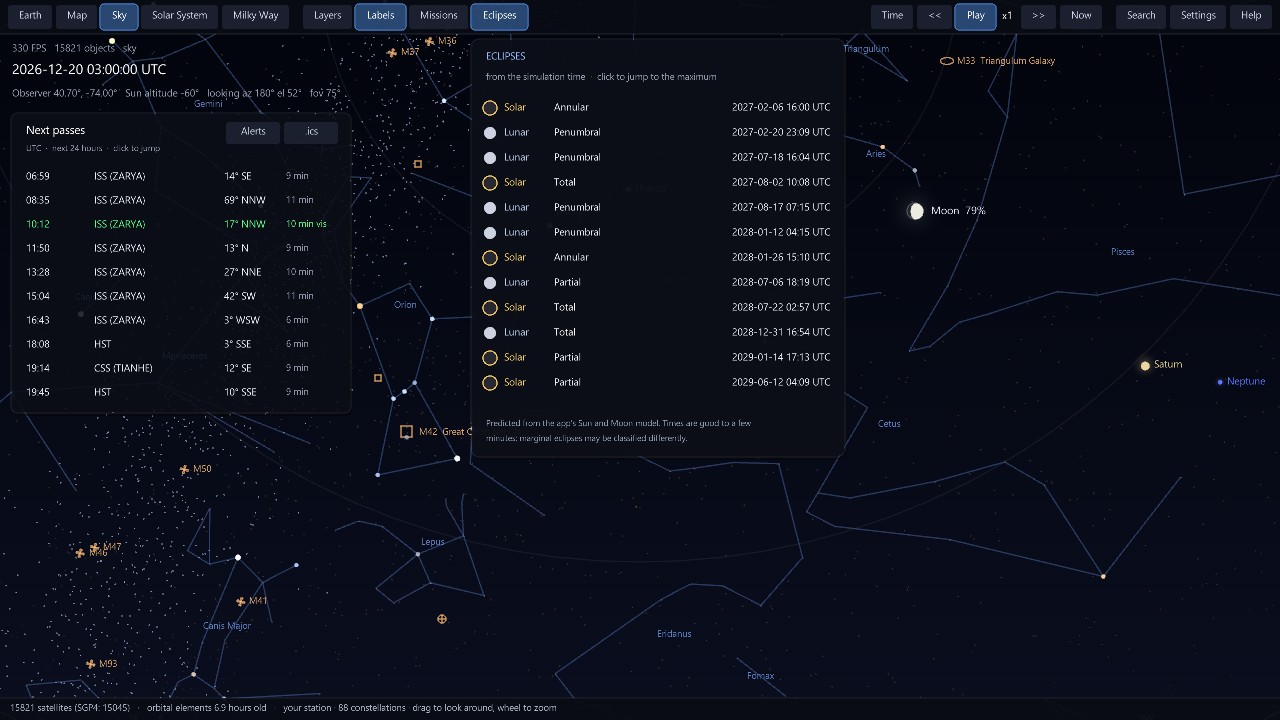 Earth Map Sky Solar System Milky Way Layers Labels Missions Eclipses Time << Play x1 >> Now Search Settings Help
330 FPS 15821 objects sky
2026-12-20 03:00:00 UTC
Observer 40.70°, -74.00° Sun altitude -60° looking az 180° el 52° fov 75°
Gemini
M37
M36
Next passes
Alerts
.ics
UTC · next 24 hours · click to jump
06:59 ISS (ZARYA) 14° SE 9 min
08:35 ISS (ZARYA) 69° NNW 11 min
10:12 ISS (ZARYA) 17° NNW 10 min vis
11:50 ISS (ZARYA) 13° N 9 min
13:28 ISS (ZARYA) 27° NNE 10 min
15:04 ISS (ZARYA) 42° SW 11 min
16:43 ISS (ZARYA) 3° WSW 6 min
18:08 HST 3° SSE 6 min
19:14 CSS (TIANHE) 12° SE 9 min
19:45 HST 10° SSE 9 min
Monoceros
ECLIPSES
from the simulation time · click to jump to the maximum
Solar Annular 2027-02-06 16:00 UTC
Lunar Penumbral 2027-02-20 23:09 UTC
Lunar Penumbral 2027-07-18 16:04 UTC
Solar Total 2027-08-02 10:08 UTC
Lunar Penumbral 2027-08-17 07:15 UTC
Lunar Penumbral 2028-01-12 04:15 UTC
Solar Annular 2028-01-26 15:10 UTC
Lunar Partial 2028-07-06 18:19 UTC
Solar Total 2028-07-22 02:57 UTC
Lunar Total 2028-12-31 16:54 UTC
Solar Partial 2029-01-14 17:13 UTC
Solar Partial 2029-06-12 04:09 UTC
Predicted from the app's Sun and Moon model. Times are good to a few
minutes; marginal eclipses may be classified differently.
Triangulum
M33 Triangulum Galaxy
Aries
Moon 79%
Pisces
Saturn
Neptune
Cetus
Orion
M42 Great
M50
M47
M46
Lepus
M41
Canis Major
M93
Eridanus
Fornax
15821 satellites (SGP4: 15045) · orbital elements 6.9 hours old · your station · 88 constellations · drag to look around, wheel to zoom